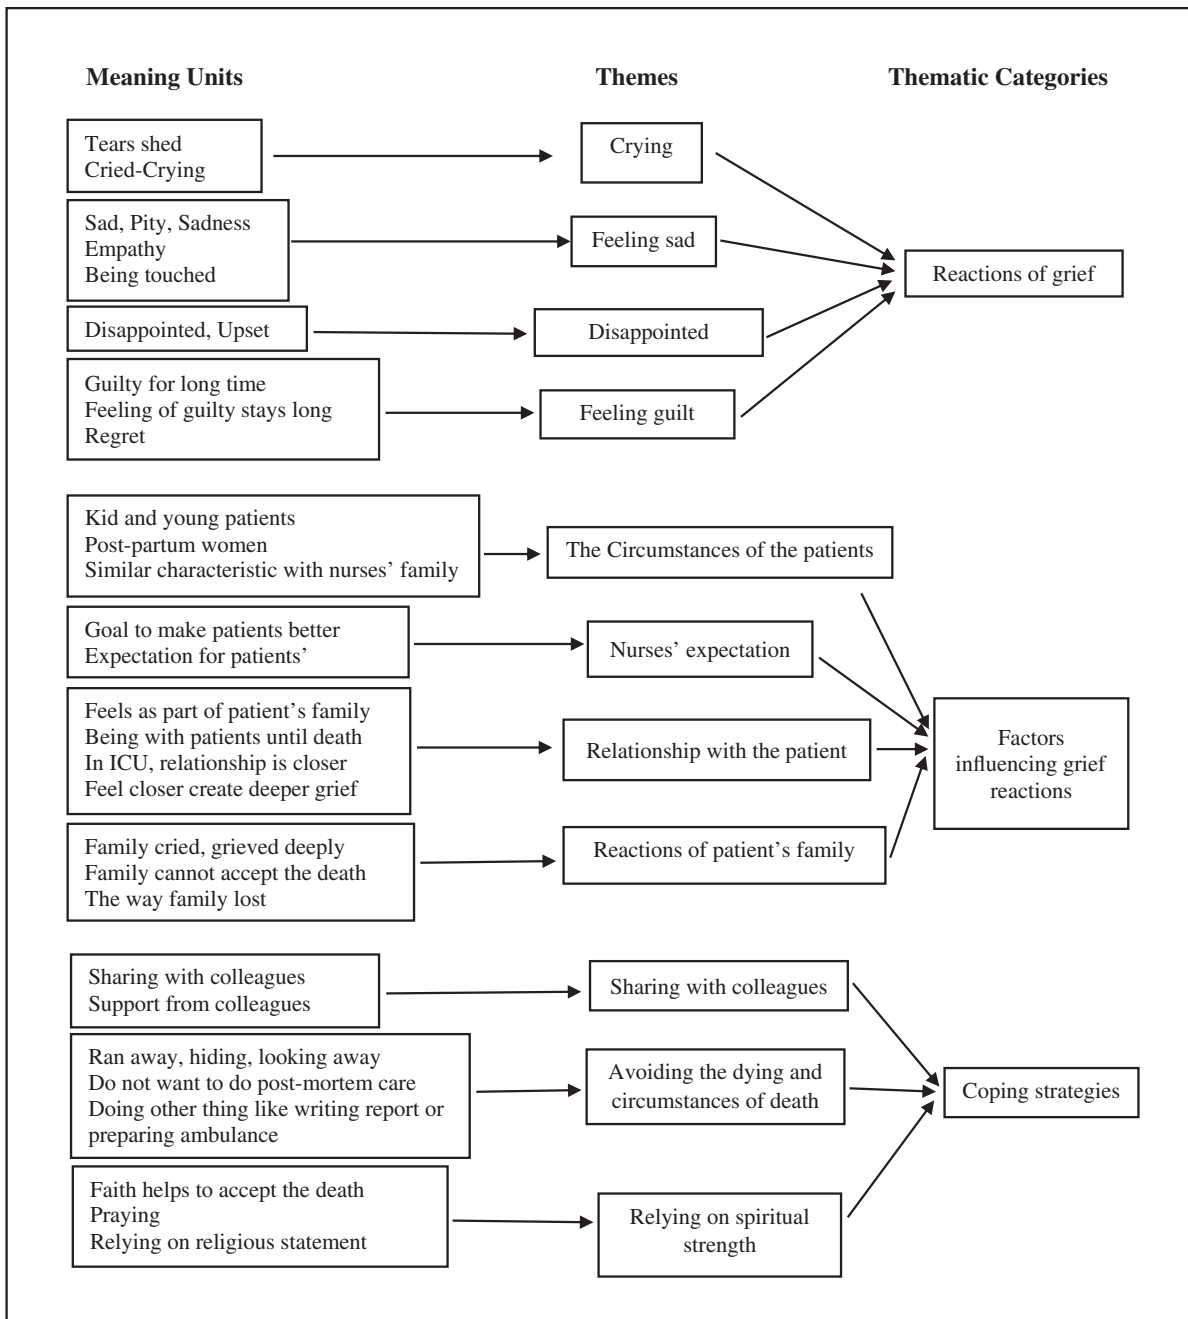 Meaning Units
Themes
Thematic Categories
Tears shed
Cried-Crying
Crying
Sad, Pity, Sadness
Empathy
Being touched
Feeling sad
Disappointed, Upset
Disappointed
Guilty for long time
Feeling of guilty stays long
Regret
Feeling guilt
Reactions of grief
Kid and young patients
Post-partum women
Similar characteristic with nurses’ family
The Circumstances of the patients
Goal to make patients better
Expectation for patients’
Nurses’ expectation
Feels as part of patient’s family
Being with patients until death
In ICU, relationship is closer
Feel closer create deeper grief
Relationship with the patient
Family cried, grieved deeply
Family cannot accept the death
The way family lost
Reactions of patient’s family
Factors
influencing grief
reactions
Sharing with colleagues
Support from colleagues
Sharing with colleagues
Ran away, hiding, looking away
Do not want to do post-mortem care
Doing other thing like writing report or
preparing ambulance
Avoiding the dying and
circumstances of death
Faith helps to accept the death
Praying
Relying on religious statement
Relying on spiritual
strength
Coping strategies